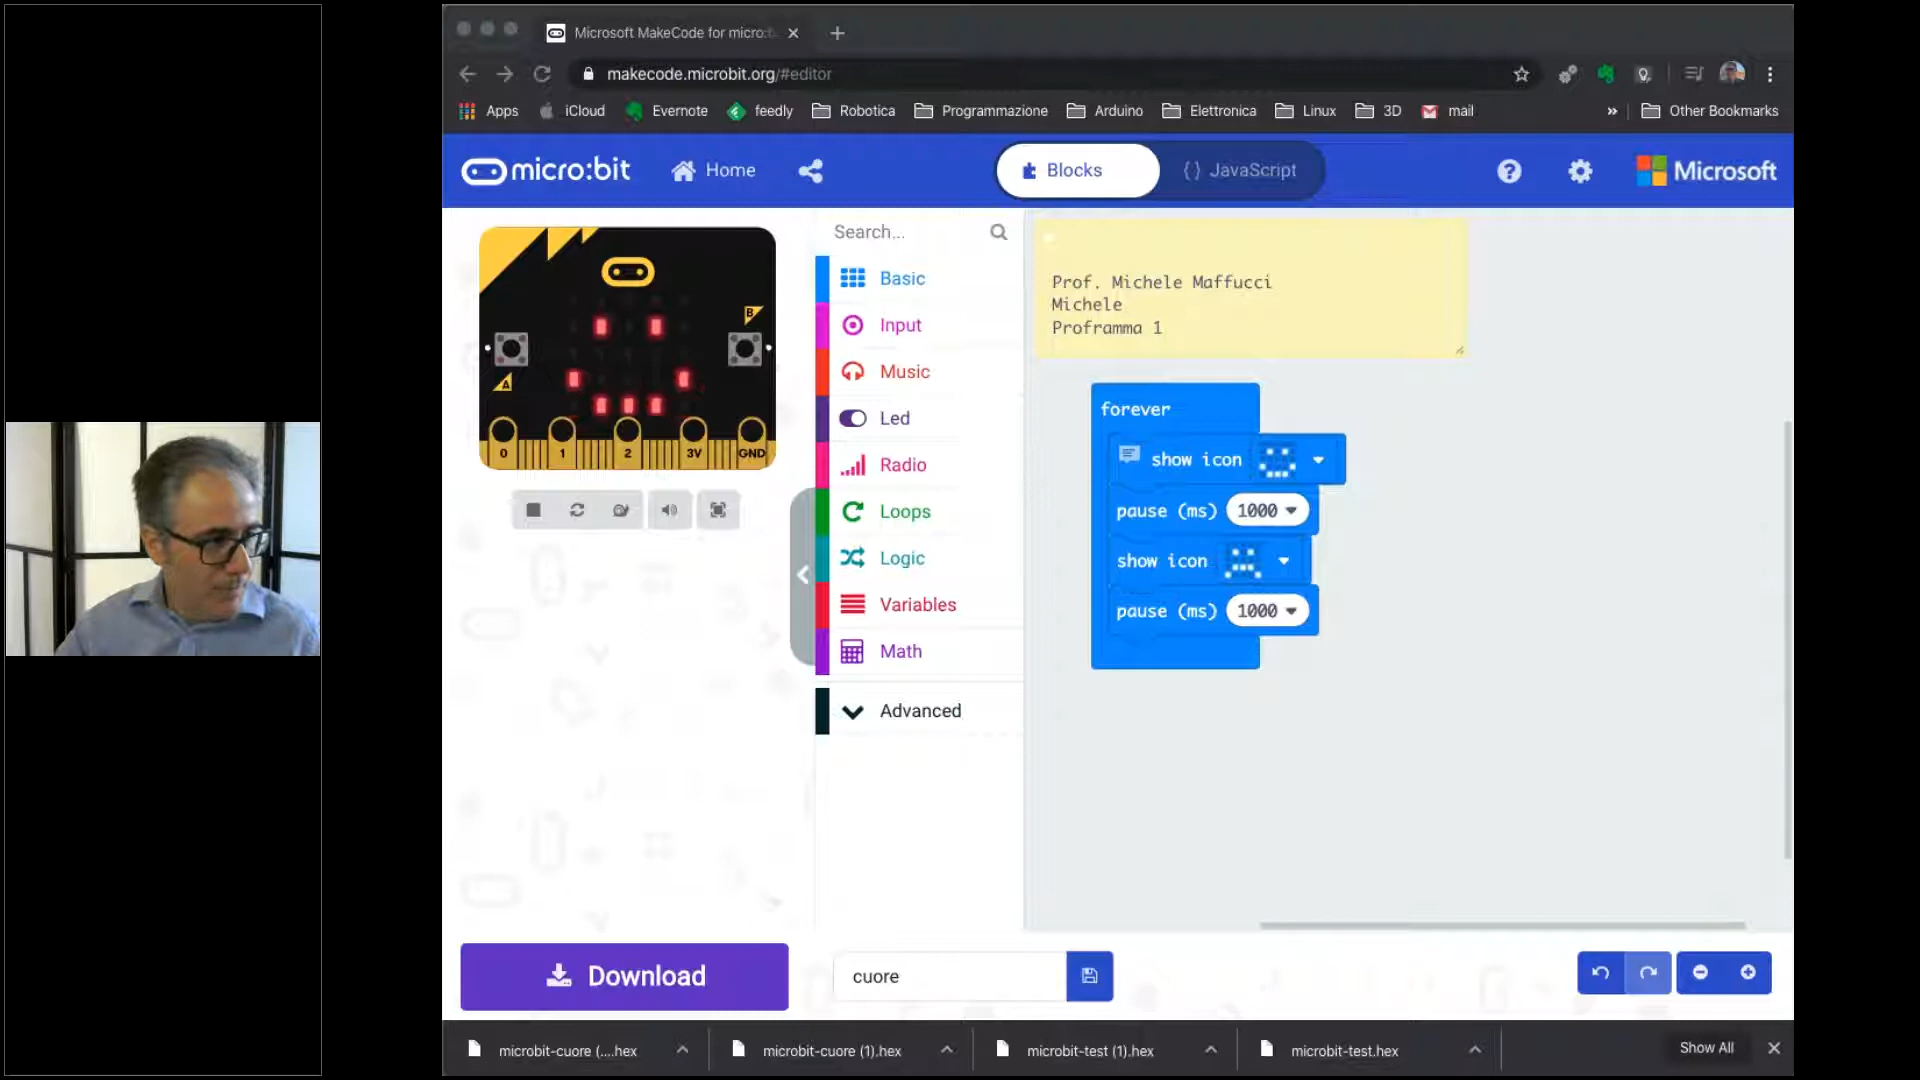 Microsoft MakeCode for micro:b
makecode.microbit.org/#editor
Apps iCloud Evernote feedly Robotica Programmazione Arduino Elettronica Linux 3D mail » Other Bookmarks
micro:bit Home Blocks {} JavaScript ? Microsoft
Search...
Basic
Input
Music
Led
Radio
Loops
Logic
Variables
Math
Advanced
B
A
0 1 2 3V GND
Prof. Michele Maffucci
Michele
Proframma 1
forever
show icon
pause (ms) 1000
show icon
pause (ms) 1000
Download
cuore
microbit-cuore (....hex microbit-cuore (1).hex microbit-test (1).hex microbit-test.hex Show All